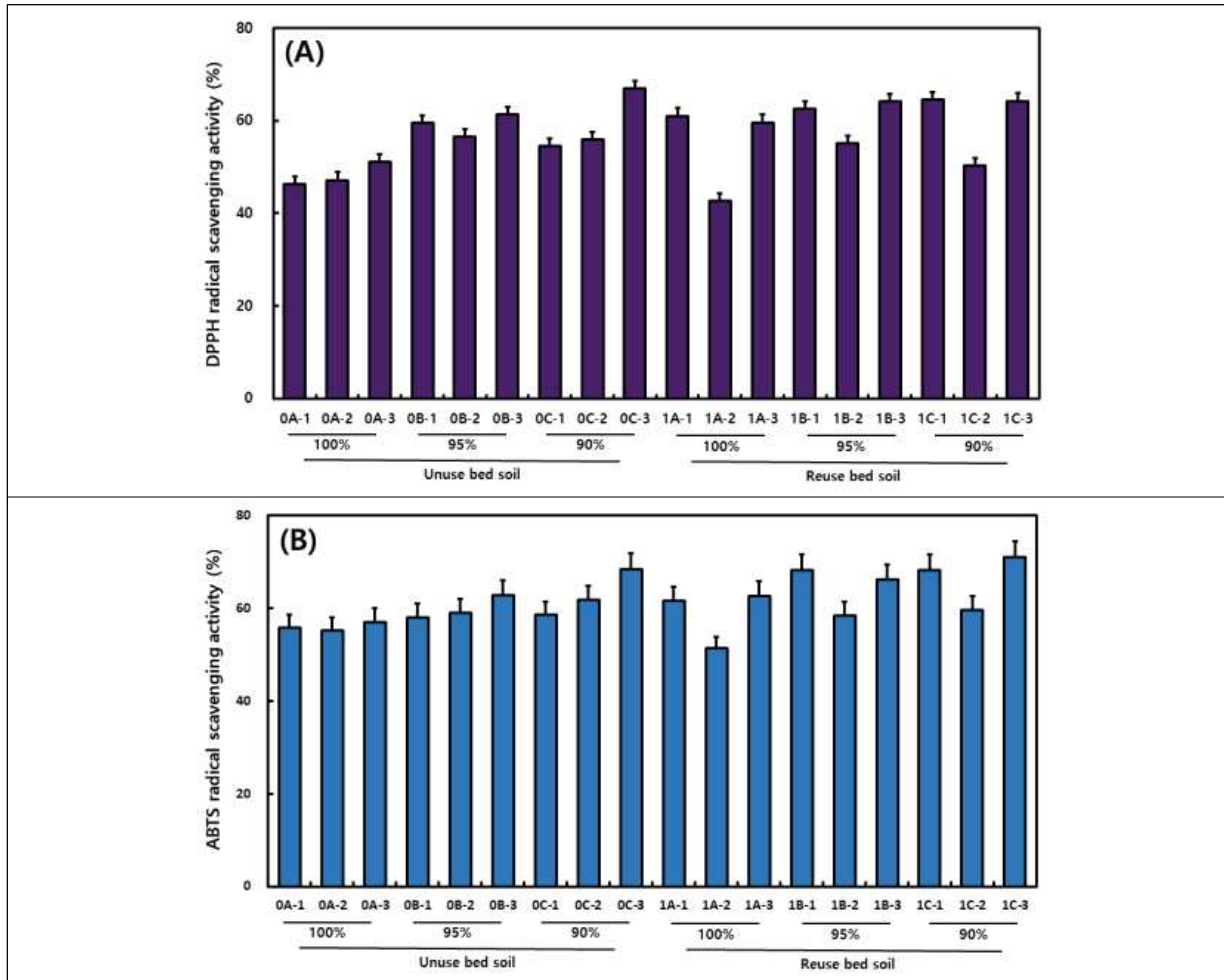 (A)
DPPH radical scavenging activity (%)
80
60
40
20
0
0A-1 0A-2 0A-3 0B-1 0B-2 0B-3 0C-1 0C-2 0C-3 1A-1 1A-2 1A-3 1B-1 1B-2 1B-3 1C-1 1C-2 1C-3
100% 95% 90% 100% 95% 90%
Unuse bed soil Reuse bed soil
(B)
ABTS radical scavenging activity (%)
80
60
40
20
0
0A-1 0A-2 0A-3 0B-1 0B-2 0B-3 0C-1 0C-2 0C-3 1A-1 1A-2 1A-3 1B-1 1B-2 1B-3 1C-1 1C-2 1C-3
100% 95% 90% 100% 95% 90%
Unuse bed soil Reuse bed soil